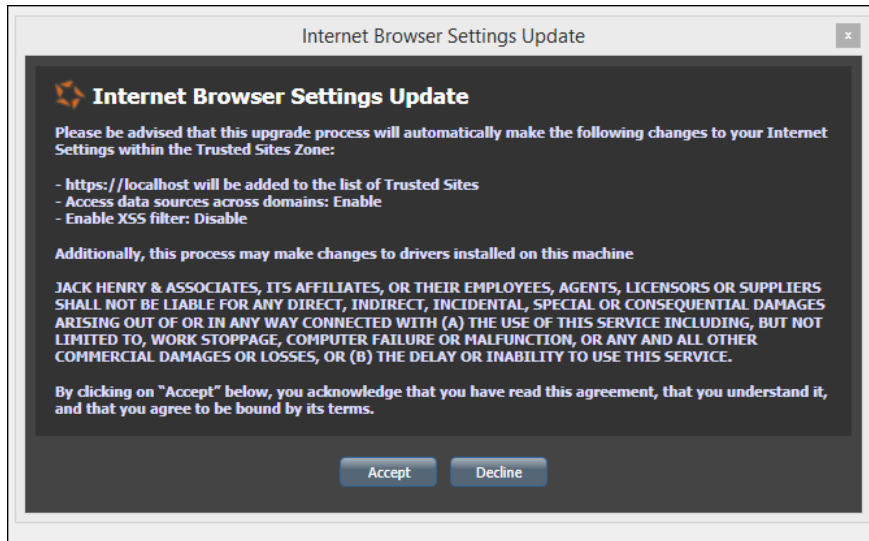 Internet Browser Settings Update
x
Internet Browser Settings Update
Please be advised that this upgrade process will automatically make the following changes to your Internet
Settings within the Trusted Sites Zone:
- https://localhost will be added to the list of Trusted Sites
- Access data sources across domains: Enable
- Enable XSS filter: Disable
Additionally, this process may make changes to drivers installed on this machine
JACK HENRY & ASSOCIATES, ITS AFFILIATES, OR THEIR EMPLOYEES, AGENTS, LICENSORS OR SUPPLIERS
SHALL NOT BE LIABLE FOR ANY DIRECT, INDIRECT, INCIDENTAL, SPECIAL OR CONSEQUENTIAL DAMAGES
ARISING OUT OF OR IN ANY WAY CONNECTED WITH (A) THE USE OF THIS SERVICE INCLUDING, BUT NOT
LIMITED TO, WORK STOPPAGE, COMPUTER FAILURE OR MALFUNCTION, OR ANY AND ALL OTHER
COMMERCIAL DAMAGES OR LOSSES, OR (B) THE DELAY OR INABILITY TO USE THIS SERVICE.
By clicking on “Accept” below, you acknowledge that you have read this agreement, that you understand it,
and that you agree to be bound by its terms.
Accept
Decline